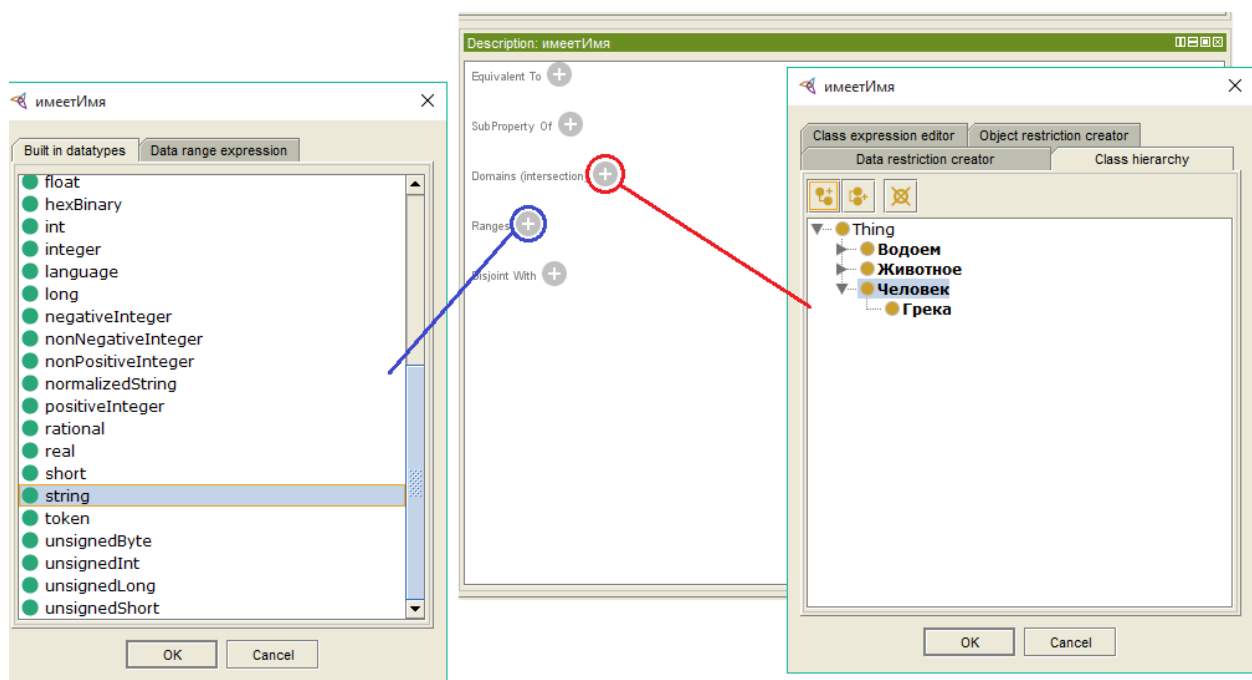 имеетИмя
Built in datatypes Data range expression
float
hexBinary
int
integer
language
long
negativeInteger
nonNegativeInteger
nonPositiveInteger
normalizedString
positiveInteger
rational
real
short
string
token
unsignedByte
unsignedInt
unsignedLong
unsignedShort
OK Cancel
Description: имеетИмя
Equivalent To
SubProperty Of
Domains (intersection)
Ranges
Disjoint With
имеетИмя
Class expression editor Object restriction creator
Data restriction creator Class hierarchy
Thing
Водоем
Животное
Человек
Грека
OK Cancel